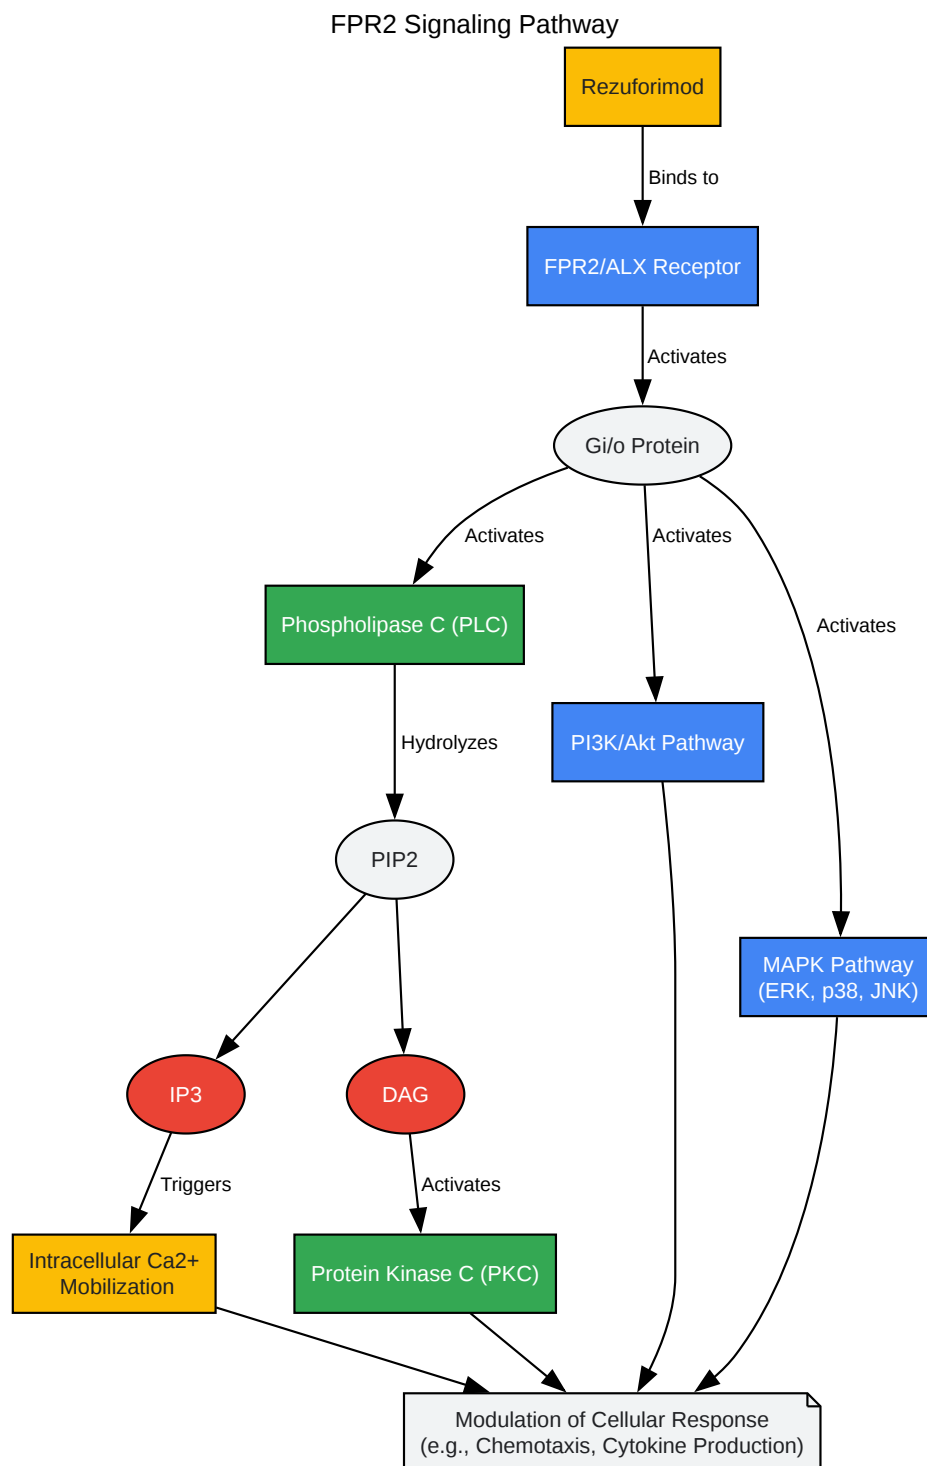 FPR2 Signaling Pathway
Rezuforimod
Binds to
FPR2/ALX Receptor
Activates
Gi/o Protein
Activates
Activates
Activates
Phospholipase C (PLC)
PI3K/Akt Pathway
Hydrolyzes
PIP2
MAPK Pathway
(ERK, p38, JNK)
IP3
DAG
Triggers
Activates
Intracellular Ca2+
Mobilization
Protein Kinase C (PKC)
Modulation of Cellular Response
(e.g., Chemotaxis, Cytokine Production)